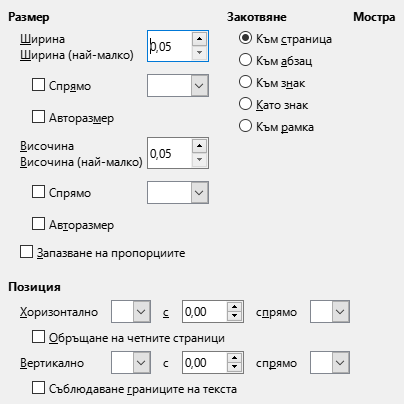 Размер Закотвяне Мостра
Ширина
Ширина (най-малко) 0,05
Спрямо
Авторазмер
Към страница
Към абзац
Към знак
Като знак
Към рамка
Височина
Височина (най-малко) 0,05
Спрямо
Авторазмер
Запазване на пропорциите
Позиция
Хоризонтално с 0,00 спрямо
Обръщане на четните страници
Вертикално с 0,00 спрямо
Съблюдаване границите на текста